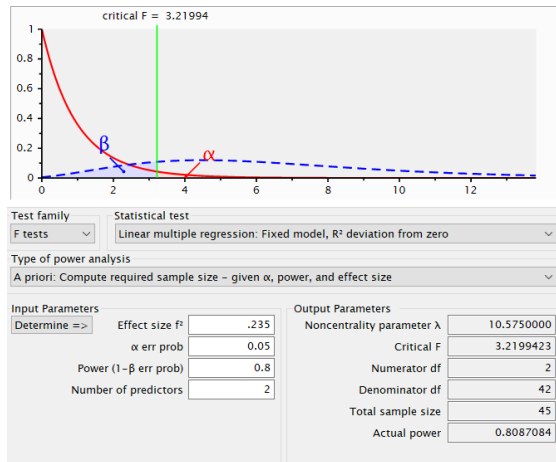 critical F = 3.21994
1
0.8
0.6
0.4
0.2
0
β
α
0 2 4 6 8 10 12
Test family Statistical test
F tests Linear multiple regression: Fixed model, R² deviation from zero
Type of power analysis
A priori: Compute required sample size – given α, power, and effect size
Input Parameters Output Parameters
Determine => Effect size f² .235 Noncentrality parameter λ 10.5750000
α err prob 0.05 Critical F 3.2199423
Power (1-β err prob) 0.8 Numerator df 2
Number of predictors 2 Denominator df 42
Total sample size 45
Actual power 0.8087084